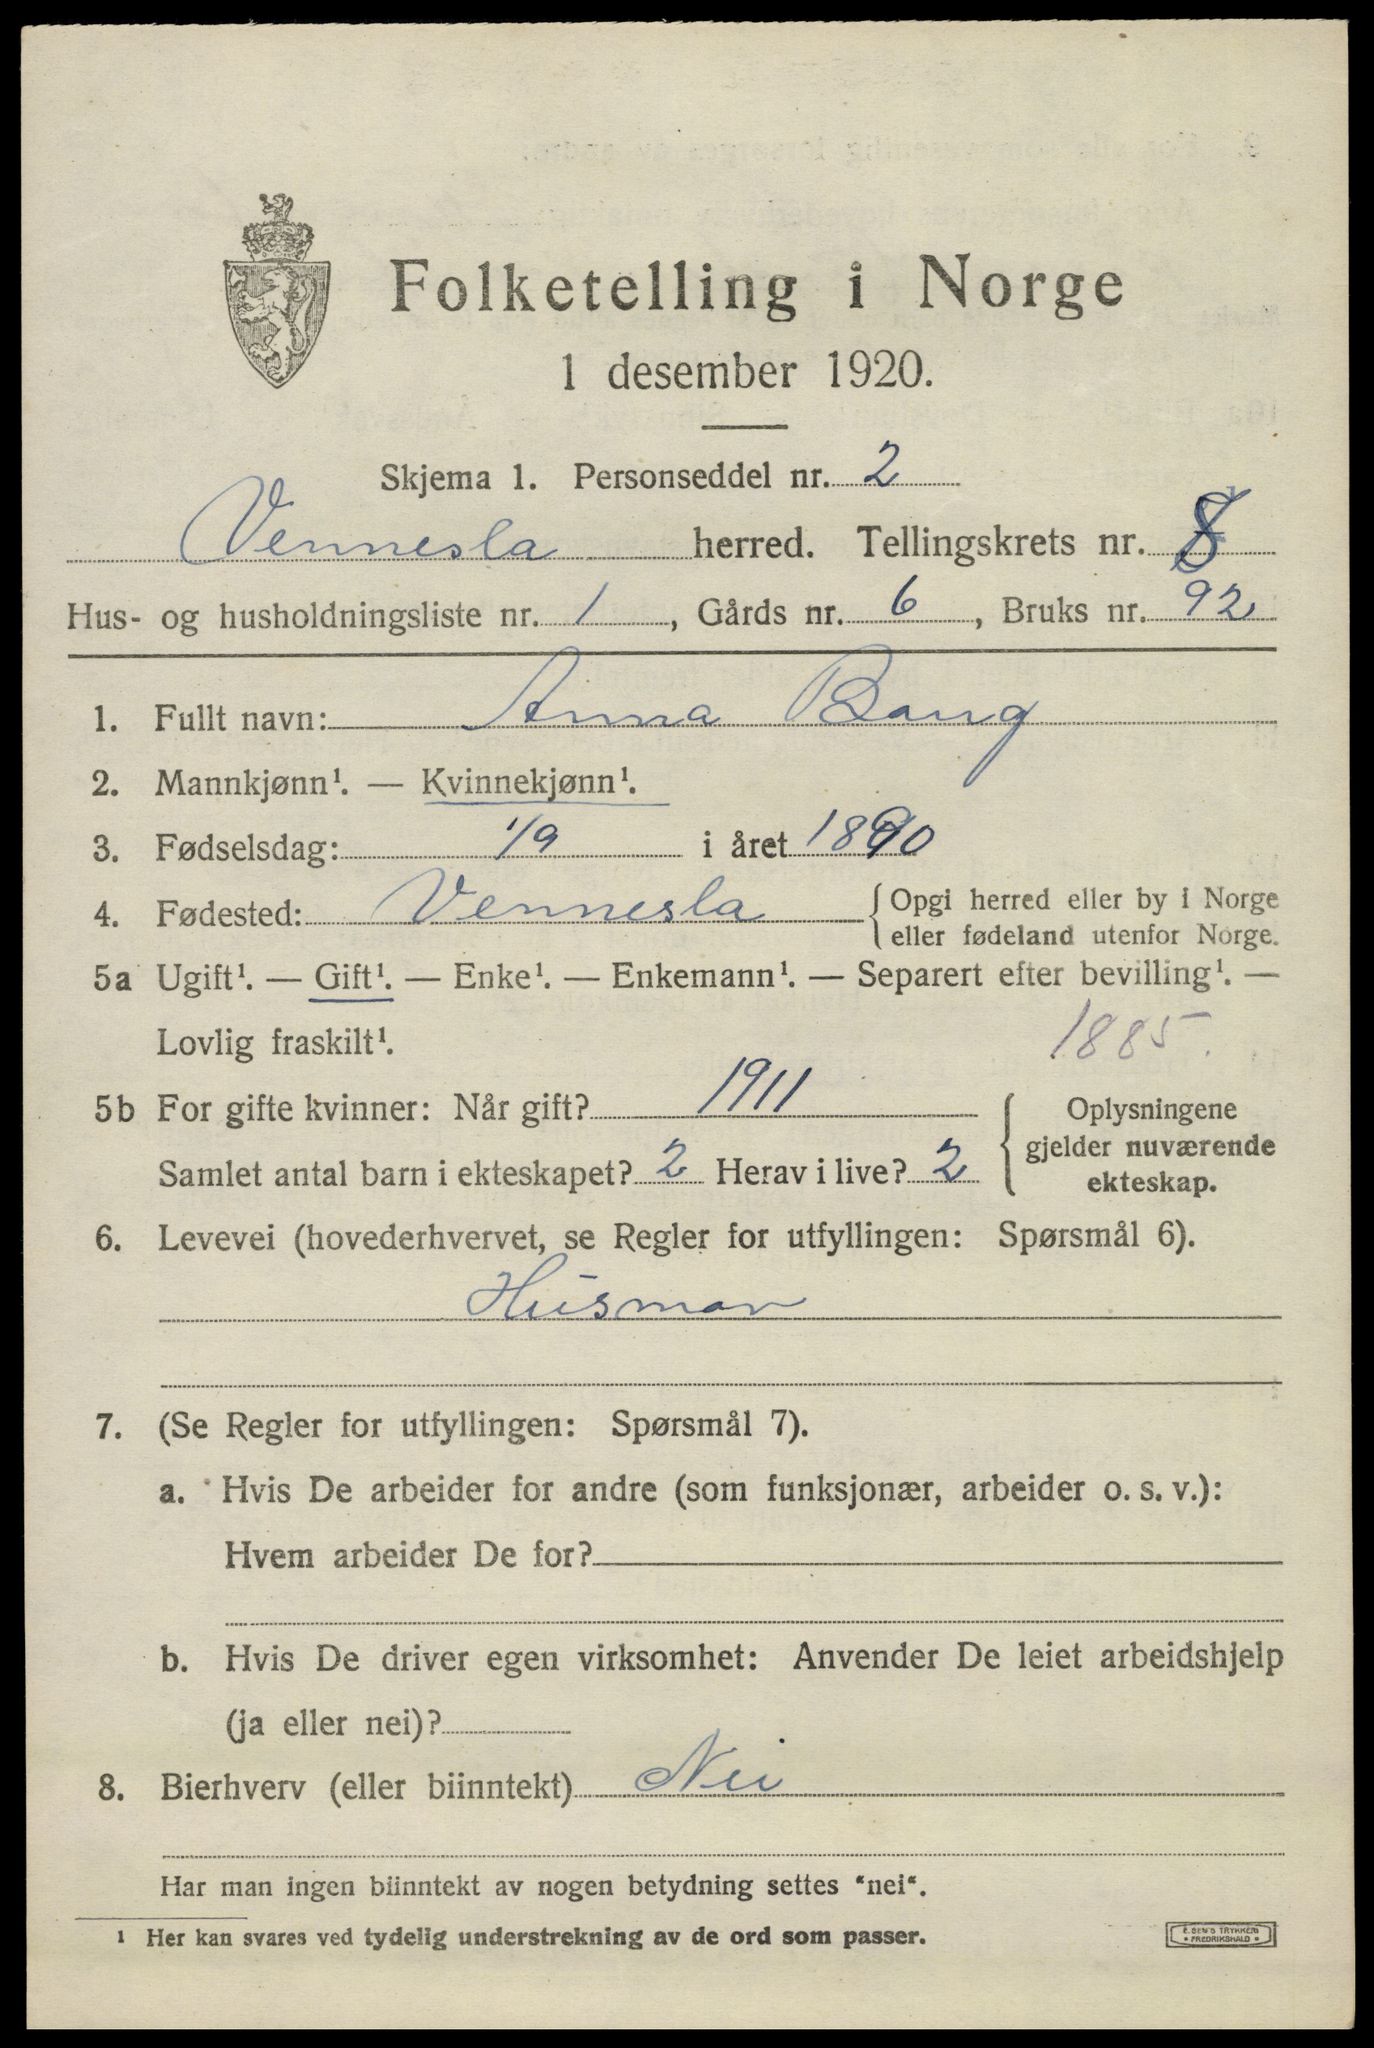 Folketelling i Norge
1 desember 1920.
Skjema 1. Personseddel nr. 2
Vennesla herred. Tellingskrets nr. 8
Hus- og husholdningsliste nr. 1, Gårds nr. 6, Bruks nr. 92
1. Fullt navn: Anna Bang
2. Mannkjønn¹. — Kvinnekjønn¹.
3. Fødselsdag: 1/9 i året 1890
4. Fødested: Vennesla { Opgi herred eller by i Norge
eller fødeland utenfor Norge.
5a Ugift¹. — Gift¹. — Enke¹. — Enkemann¹. — Separert efter bevilling¹. —
Lovlig fraskilt¹. 1885.
5b For gifte kvinner: Når gift? 1911
Samlet antal barn i ekteskapet? 2 Herav i live? 2
{ Oplysningene
gjelder nuværende
ekteskap.
6. Levevei (hovederhvervet, se Regler for utfyllingen: Spørsmål 6).
Husmor
7. (Se Regler for utfyllingen: Spørsmål 7).
a. Hvis De arbeider for andre (som funksjonær, arbeider o. s. v.):
Hvem arbeider De for?
b. Hvis De driver egen virksomhet: Anvender De leiet arbeidshjelp
(ja eller nei)?
8. Bierhverv (eller biinntekt) Nei
Har man ingen biinntekt av nogen betydning settes "nei".
¹ Her kan svares ved tydelig understrekning av de ord som passer.
E. SEM'S TRYKKERI
• FREDRIKSHALD •